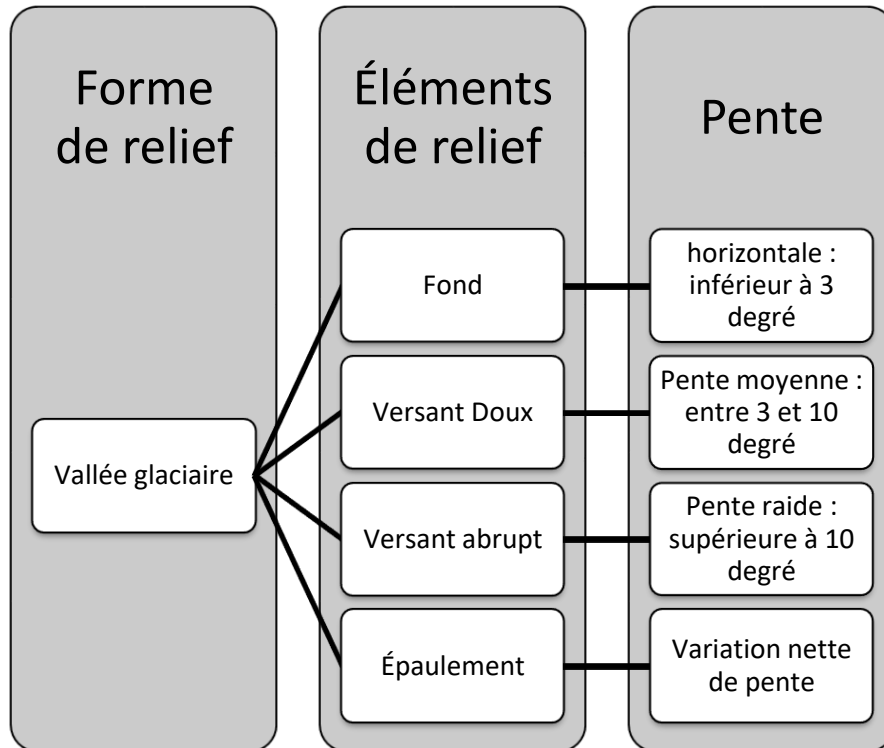 Forme
de relief
Éléments
de relief
Pente
Vallée glaciaire
Fond
horizontale :
inférieur à 3
degré
Versant Doux
Pente moyenne :
entre 3 et 10
degré
Versant abrupt
Pente raide :
supérieure à 10
degré
Épaulement
Variation nette
de pente